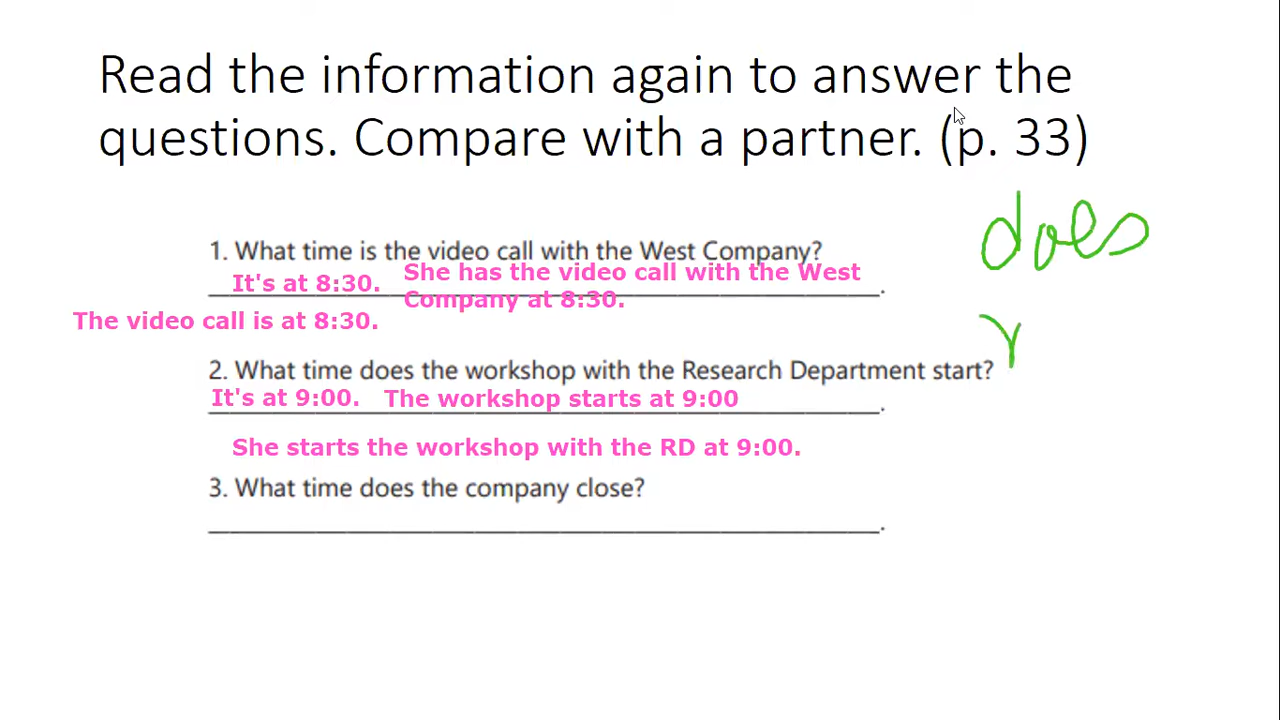 Read the information again to answer the
questions. Compare with a partner. (p. 33)
does
1. What time is the video call with the West Company?
It's at 8:30. She has the video call with the West
Company at 8:30.
The video call is at 8:30.
2. What time does the workshop with the Research Department start?
It's at 9:00. The workshop starts at 9:00
She starts the workshop with the RD at 9:00.
3. What time does the company close?